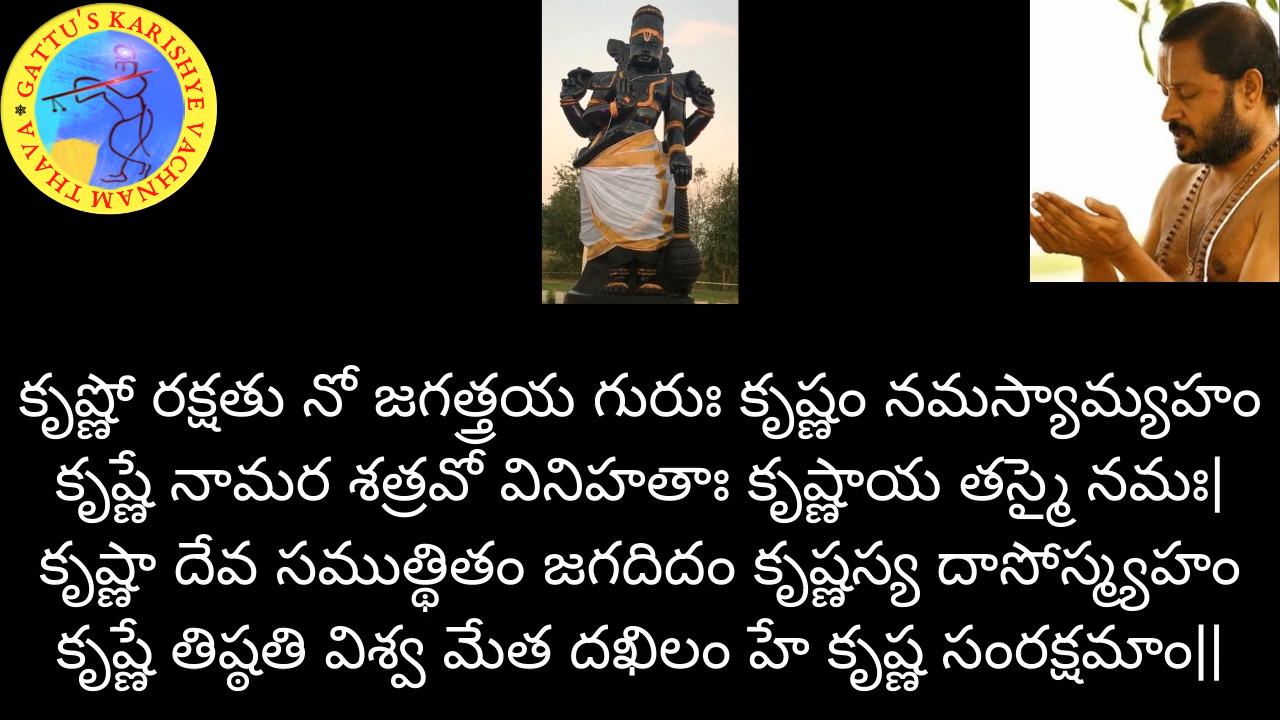 GATTU'S KARISHYE VACHNAM THAVA
కృష్ణో రక్షతు నో జగత్త్రయ గురుః కృష్ణం నమస్యామ్యహం
కృష్ణే నామర శత్రవో వినిహతాః కృష్ణాయ తస్మై నమః|
కృష్ణా దేవ సముత్థితం జగదిదం కృష్ణస్య దాసోస్మ్యహం
కృష్ణే తిష్ఠతి విశ్వ మేత దఖిలం హే కృష్ణ సంరక్షమాం||